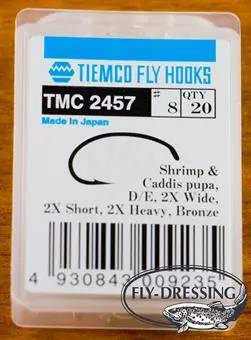 TIEMCO FLY HOOKS
TMC 2457
# 8
QTY 20
Made in Japan
Shrimp &
Caddis pupa,
D/E, 2X Wide,
2X Short, 2X Heavy, Bronze
4 930843 009235
FLY-DRESSING